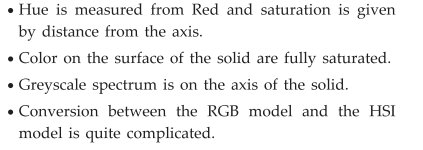 • Hue is measured from Red and saturation is given
by distance from the axis.
• Color on the surface of the solid are fully saturated.
• Greyscale spectrum is on the axis of the solid.
• Conversion between the RGB model and the HSI
model is quite complicated.